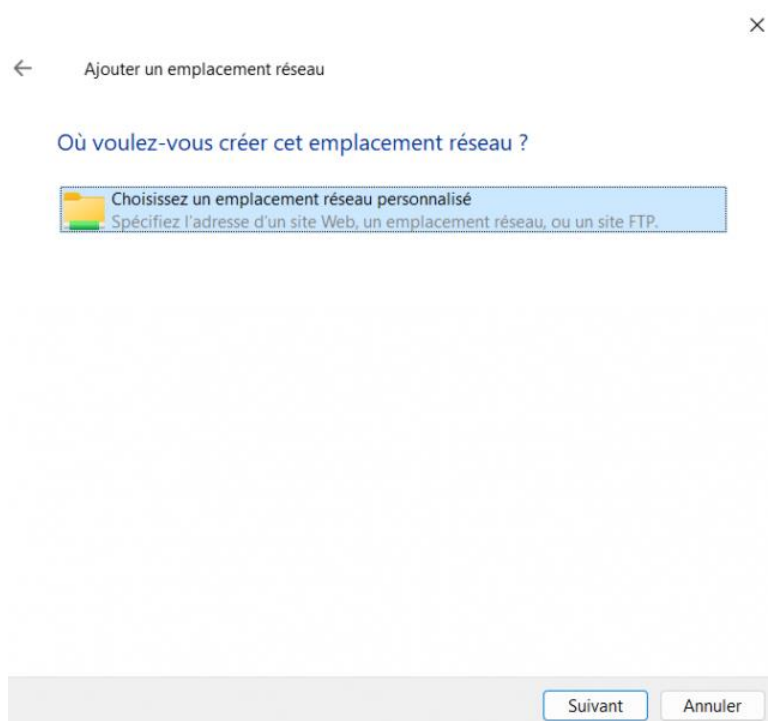 Ajouter un emplacement réseau
Où voulez-vous créer cet emplacement réseau ?
Choisissez un emplacement réseau personnalisé
Spécifiez l'adresse d'un site Web, un emplacement réseau, ou un site FTP.
Suivant
Annuler